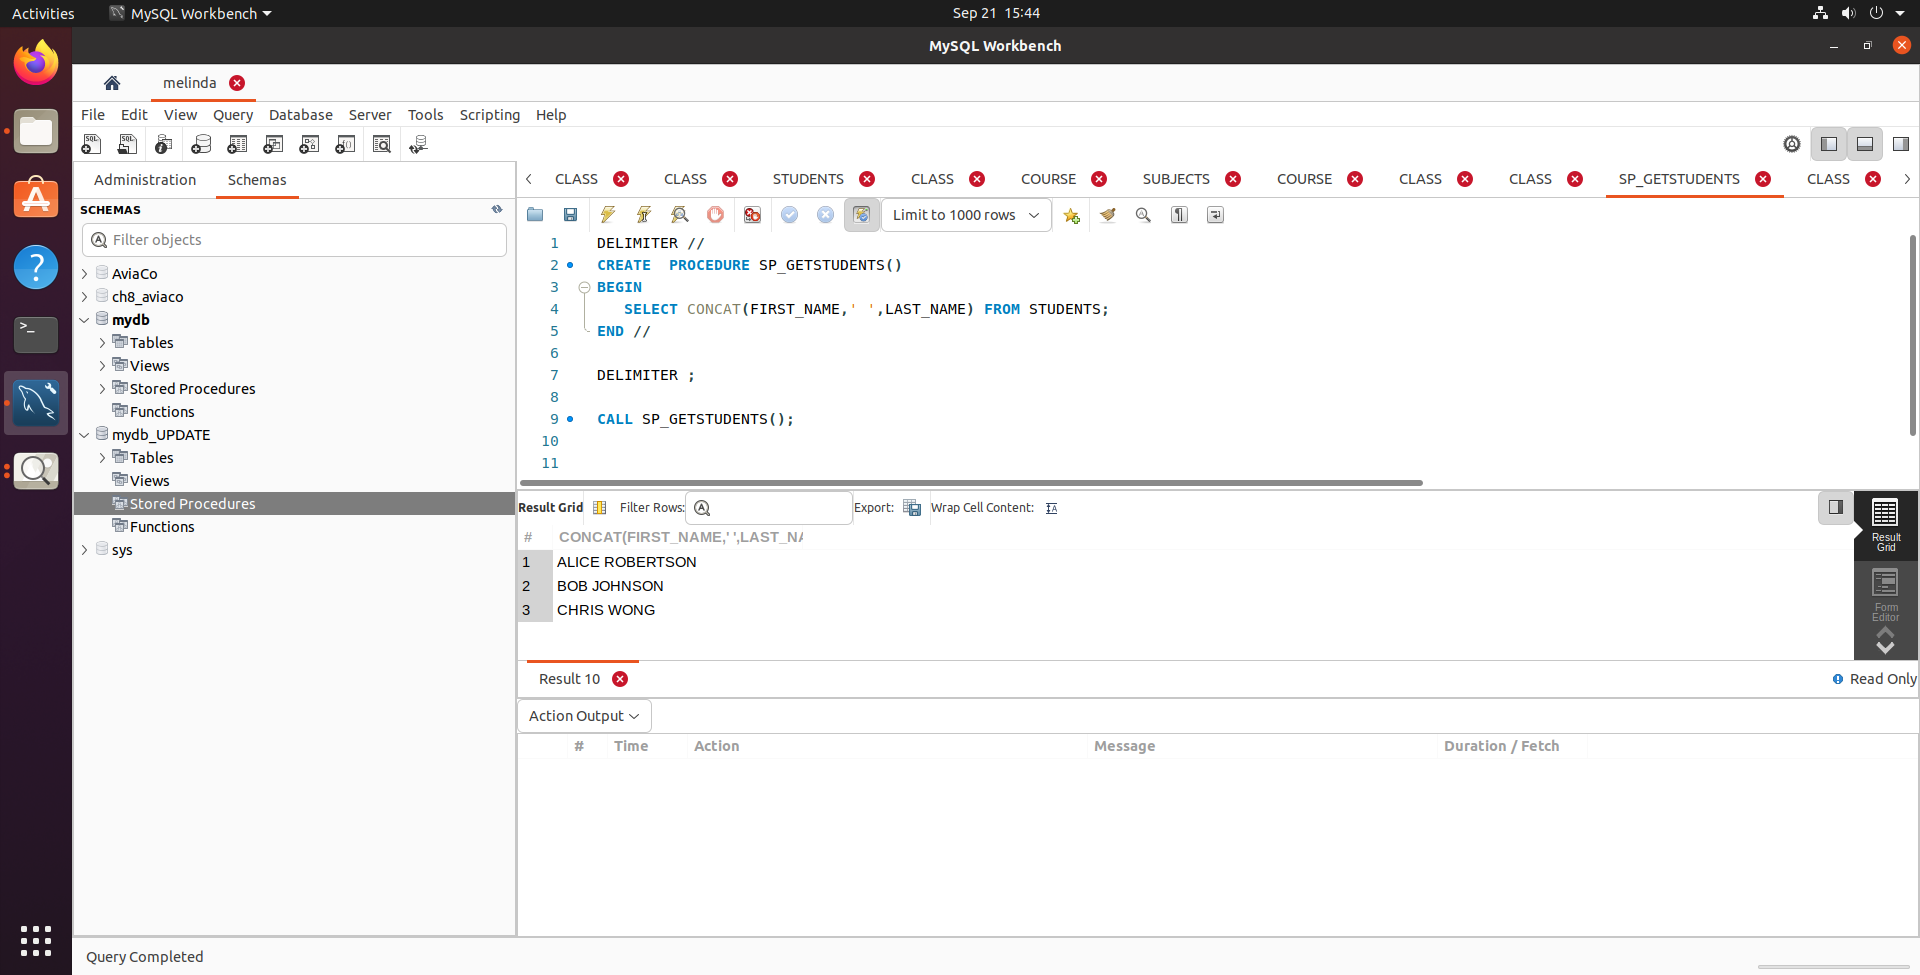 Activities
MySQL Workbench
Sep 21 15:44
MySQL Workbench
melinda
File Edit View Query Database Server Tools Scripting Help
Administration Schemas
CLASS CLASS STUDENTS CLASS COURSE SUBJECTS COURSE CLASS CLASS SP_GETSTUDENTS CLASS
SCHEMAS
Filter objects
Limit to 1000 rows
AviaCo
ch8_aviaco
mydb
Tables
Views
Stored Procedures
Functions
mydb_UPDATE
Tables
Views
Stored Procedures
Functions
sys
1 DELIMITER //
2 CREATE  PROCEDURE SP_GETSTUDENTS()
3 BEGIN
4 SELECT CONCAT(FIRST_NAME,' ',LAST_NAME) FROM STUDENTS;
5 END //
6
7 DELIMITER ;
8
9 CALL SP_GETSTUDENTS();
10
11
Result Grid Filter Rows: Export: Wrap Cell Content:
# CONCAT(FIRST_NAME,' ',LAST_NA
1 ALICE ROBERTSON
2 BOB JOHNSON
3 CHRIS WONG
Result Grid
Form Editor
Result 10
Read Only
Action Output
# Time Action Message Duration / Fetch
Query Completed